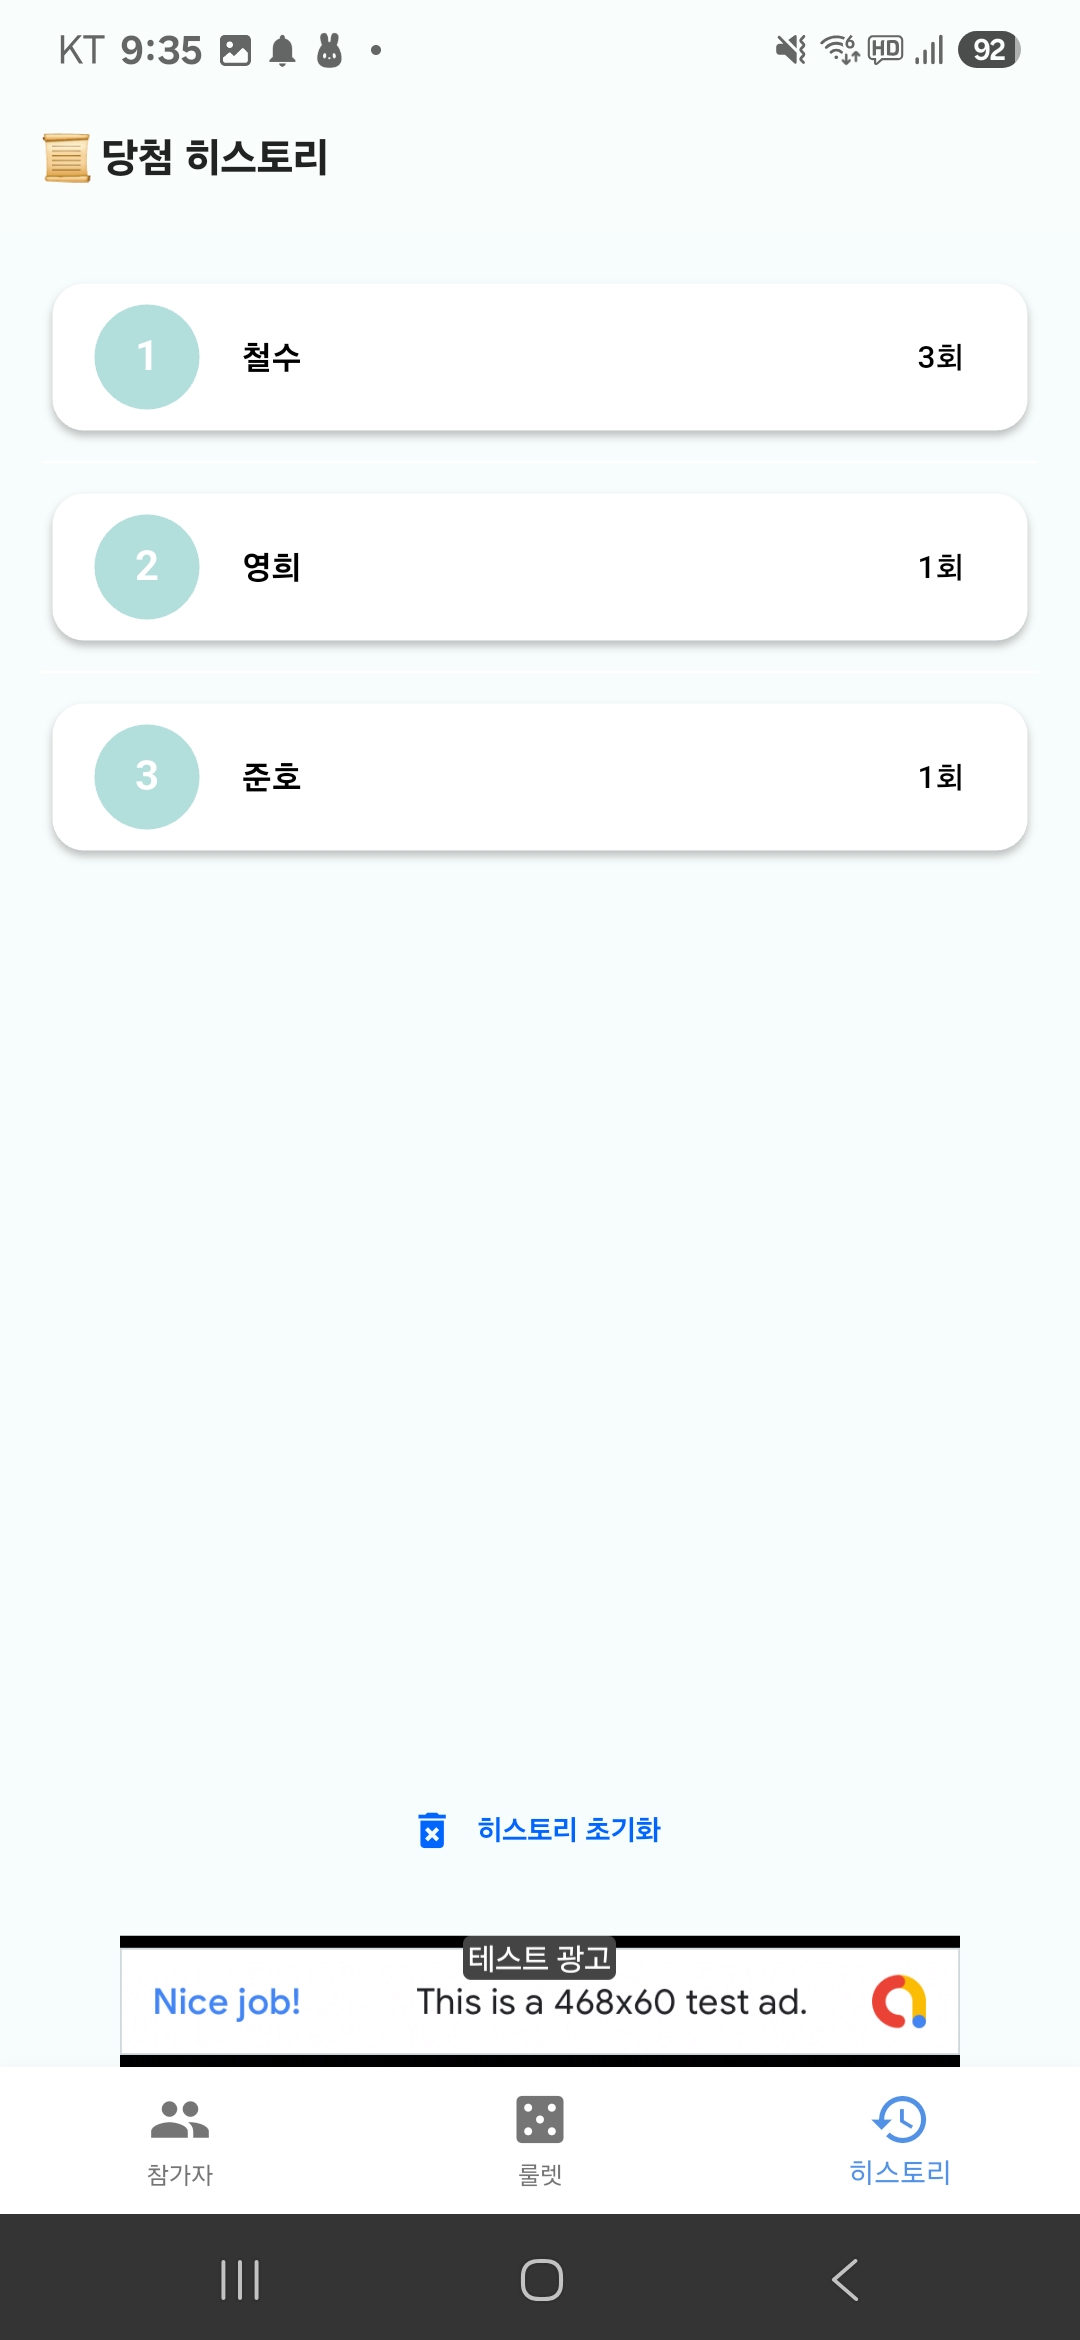 KT 9:35
HD 92
당첨 히스토리
1 철수 3회
2 영희 1회
3 준호 1회
히스토리 초기화
테스트 광고
Nice job! This is a 468x60 test ad.
참가자 룰렛 히스토리